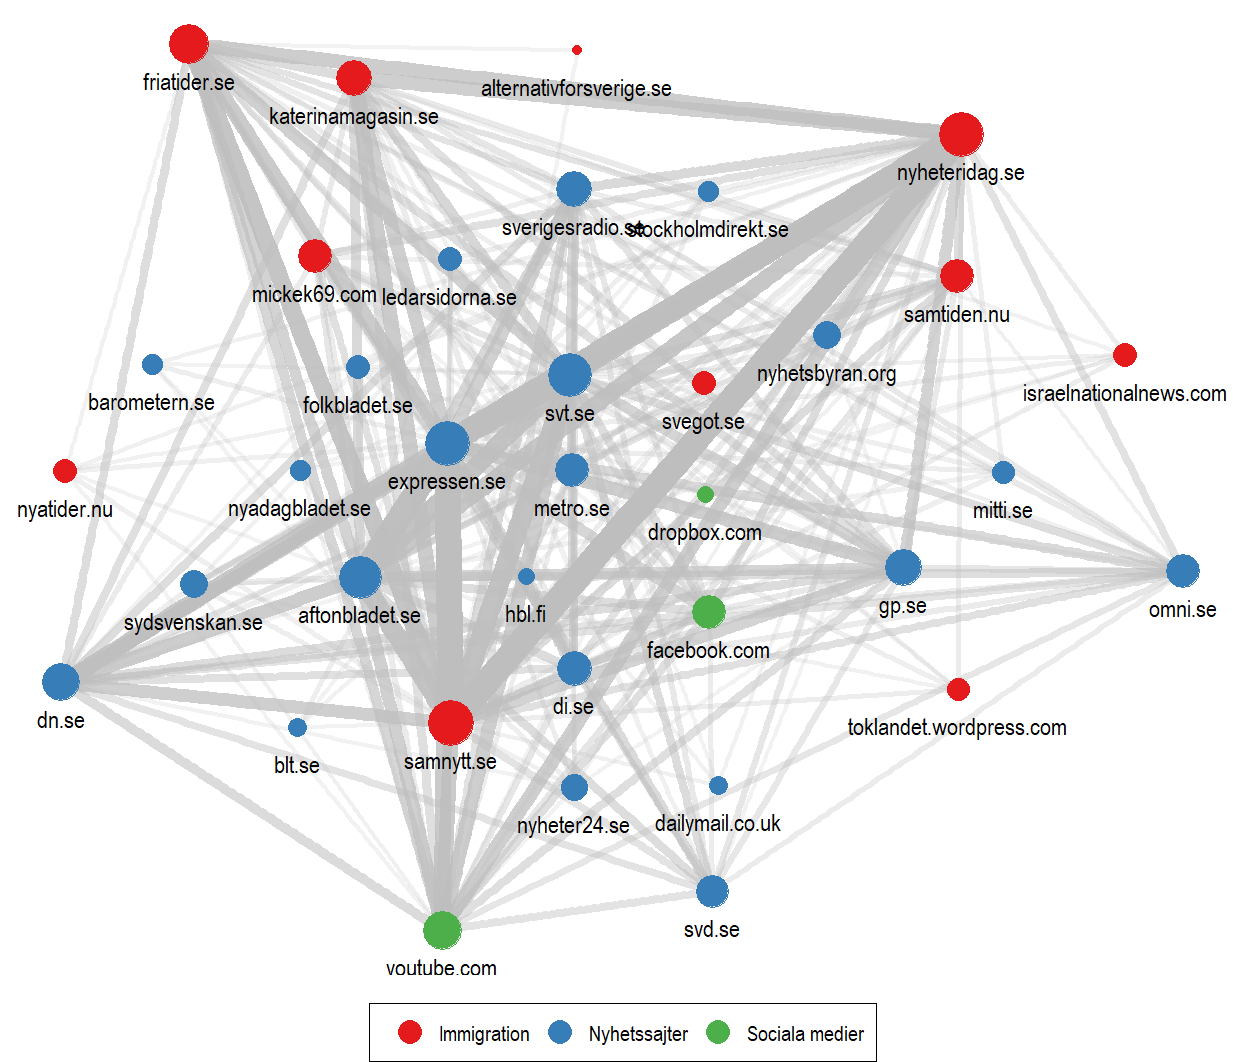 friatider.se
alternativforsverige.se
katerinamagasin.se
nyheteridag.se
sverigesradio.se
stockholmdirekt.se
mickek69.com
ledarsidorna.se
samtiden.nu
nyhetsbyran.org
israelnationalnews.com
barometern.se
folkbladet.se
svt.se
svegot.se
expressen.se
nyatider.nu
nyadagbladet.se
metro.se
mitti.se
dropbox.com
sydsvenskan.se
aftonbladet.se
hbl.fi
gp.se
omni.se
facebook.com
dn.se
di.se
toklandet.wordpress.com
blt.se
samnytt.se
nyheter24.se
dailymail.co.uk
svd.se
youtube.com
Immigration
Nyhetssajter
Sociala medier